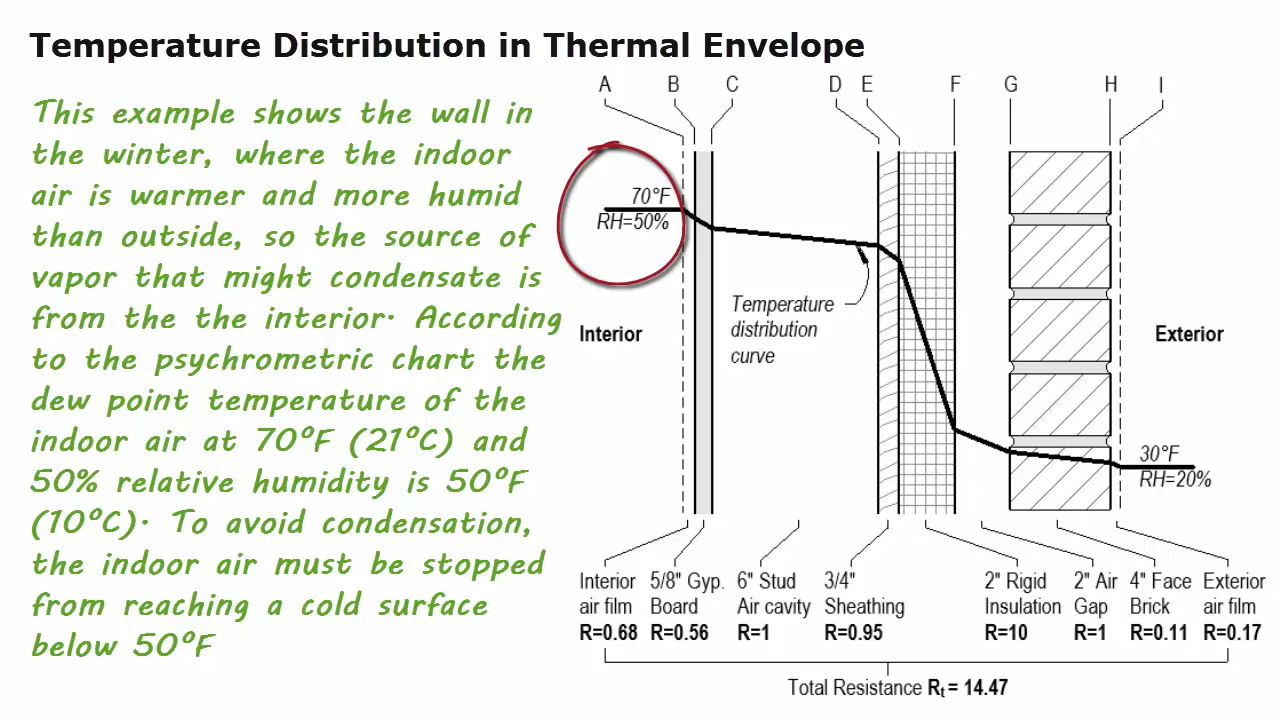 Temperature Distribution in Thermal Envelope
This example shows the wall in
the winter, where the indoor
air is warmer and more humid
than outside, so the source of
vapor that might condensate is
from the the interior. According
to the psychrometric chart the
dew point temperature of the
indoor air at 70°F (21°C) and
50% relative humidity is 50°F
(10°C). To avoid condensation,
the indoor air must be stopped
from reaching a cold surface
below 50°F
A B C D E F G H I
70°F
RH=50%
Temperature
distribution
curve
Interior
Exterior
30°F
RH=20%
Interior
air film
R=0.68
5/8" Gyp.
Board
R=0.56
6" Stud
Air cavity
R=1
3/4"
Sheathing
R=0.95
2" Rigid
Insulation
R=10
2" Air
Gap
R=1
4" Face
Brick
R=0.11
Exterior
air film
R=0.17
Total Resistance Rt = 14.47